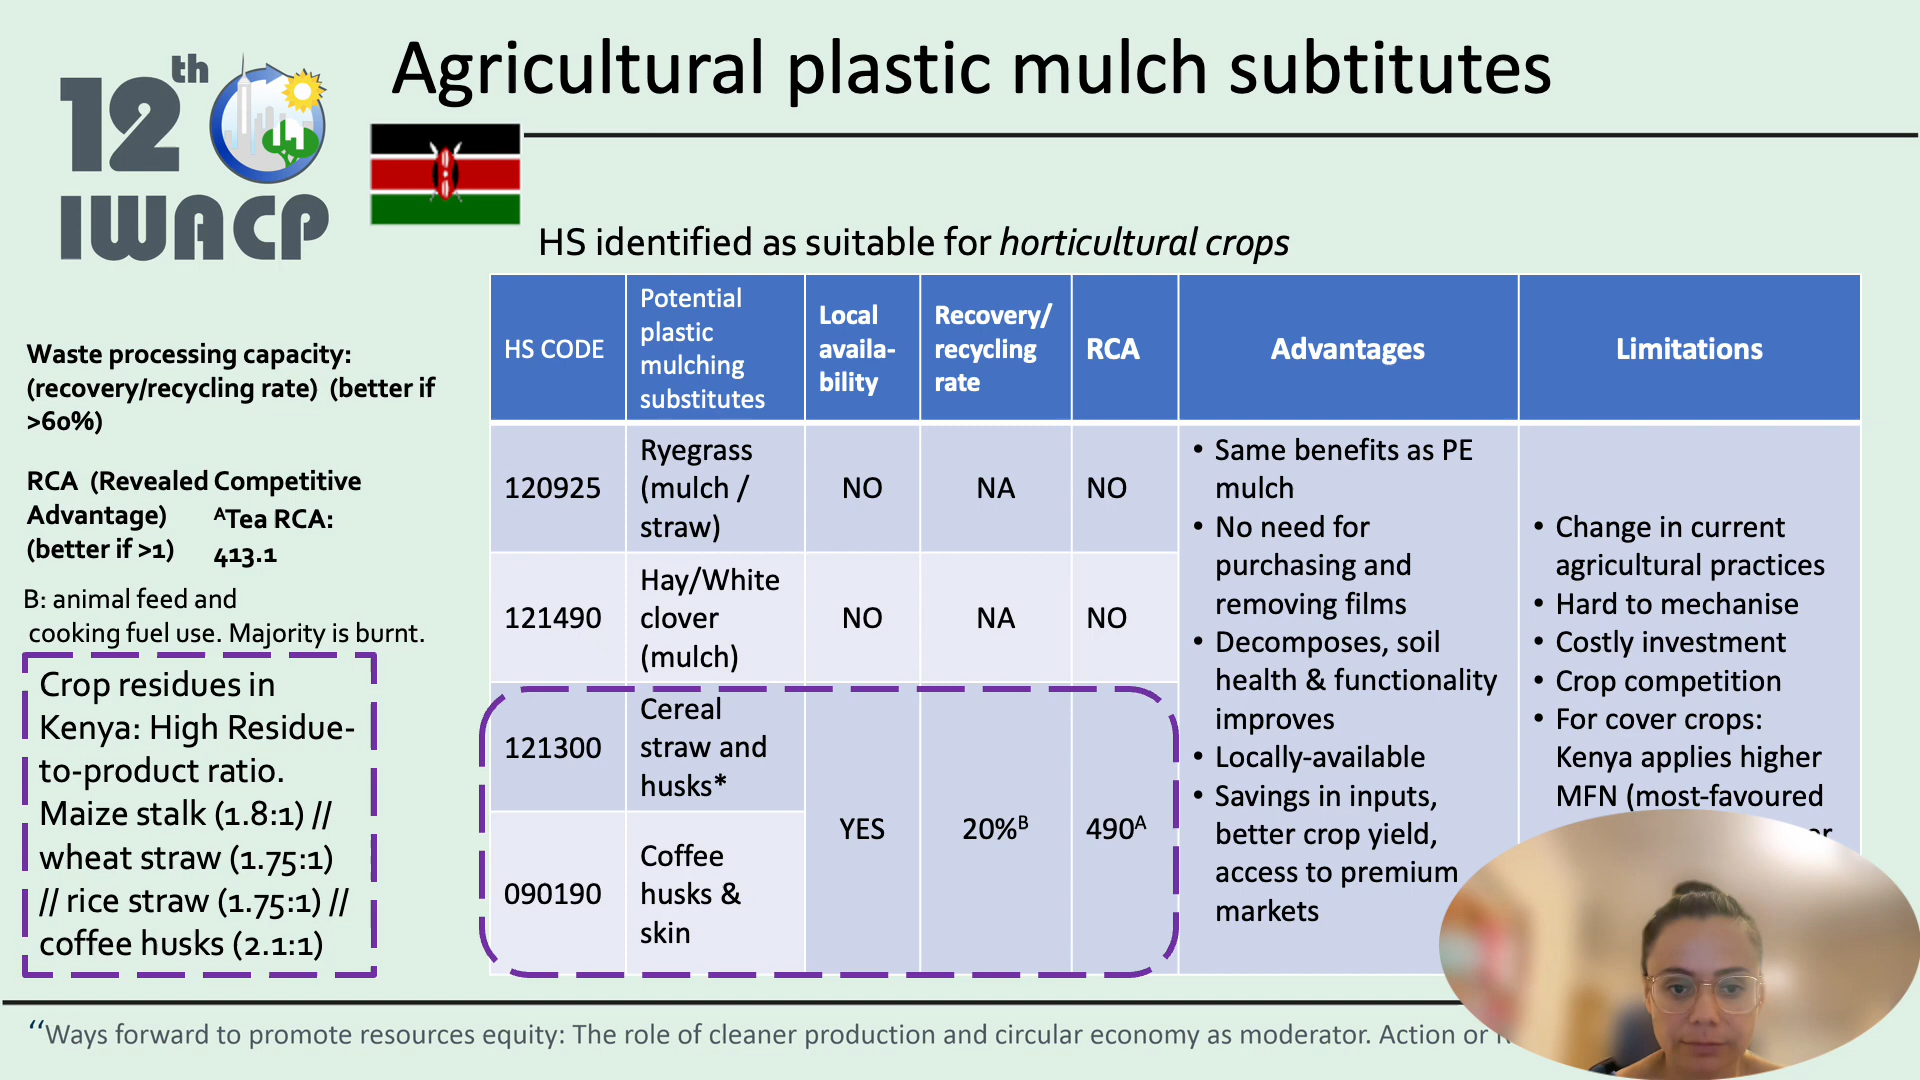 12th
IWACP
Agricultural plastic mulch subtitutes
HS identified as suitable for horticultural crops
Waste processing capacity:
(recovery/recycling rate) (better if
>60%)
RCA (Revealed Competitive
Advantage)
(better if >1)
ᴬTea RCA:
413.1
B: animal feed and
cooking fuel use. Majority is burnt.
Crop residues in
Kenya: High Residue-
to-product ratio.
Maize stalk (1.8:1) //
wheat straw (1.75:1)
// rice straw (1.75:1) //
coffee husks (2.1:1)
HS CODE
Potential
plastic
mulching
substitutes
Local
availa-
bility
Recovery/
recycling
rate
RCA
Advantages
Limitations
120925
Ryegrass
(mulch /
straw)
NO
NA
NO
121490
Hay/White
clover
(mulch)
NO
NA
NO
121300
Cereal
straw and
husks*
090190
Coffee
husks &
skin
YES
20%ᴮ
490ᴬ
• Same benefits as PE
mulch
• No need for
purchasing and
removing films
• Decomposes, soil
health & functionality
improves
• Locally-available
• Savings in inputs,
better crop yield,
access to premium
markets
• Change in current
agricultural practices
• Hard to mechanise
• Costly investment
• Crop competition
• For cover crops:
Kenya applies higher
MFN (most-favoured
“Ways forward to promote resources equity: The role of cleaner production and circular economy as moderator. Action or